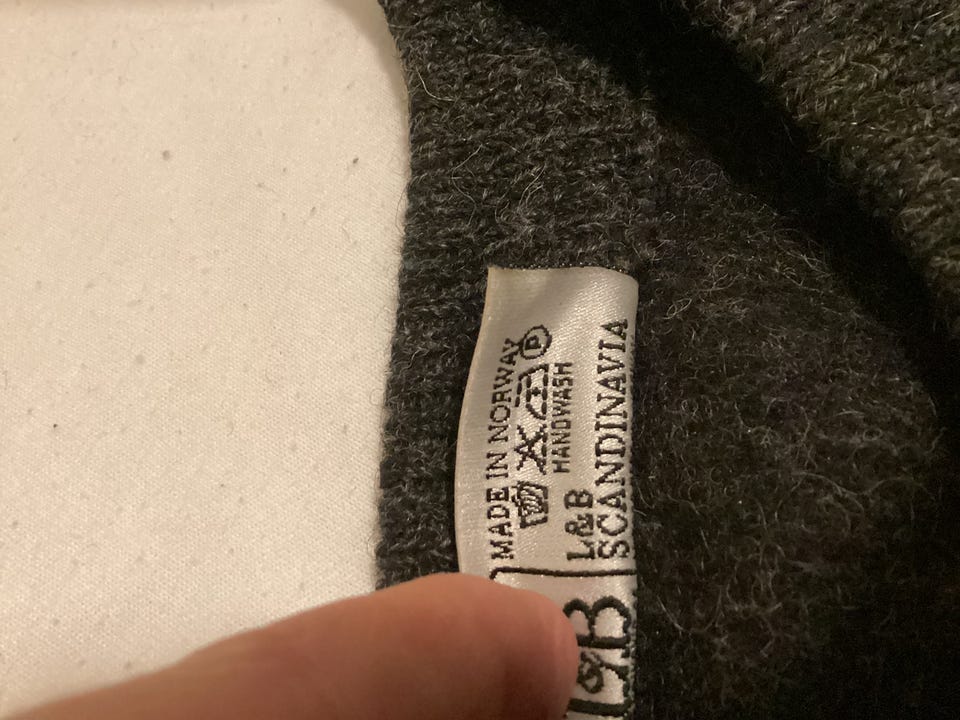 MADE IN NORWAY
P
HANDWASH
L&B
SCANDINAVIA
&B